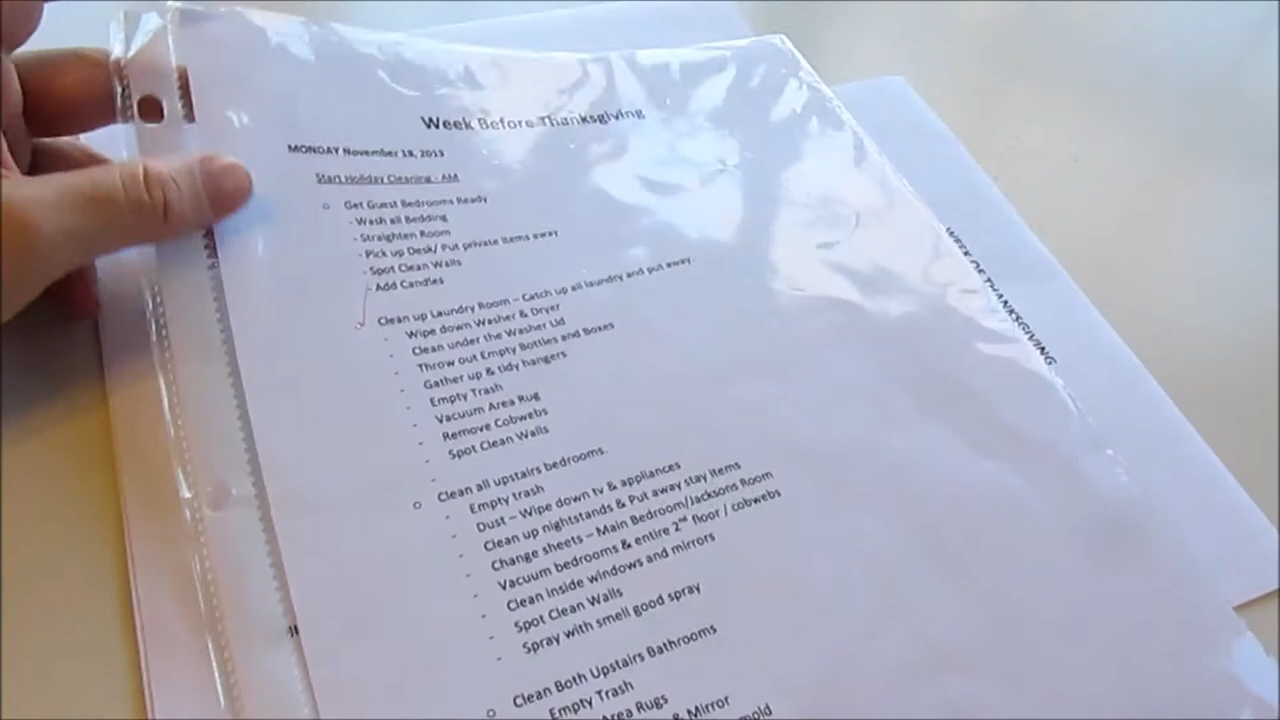 Week Before Thanksgiving
MONDAY November 18, 2013
Start Holiday Cleaning - AM
o Get Guest Bedrooms Ready
- Wash all Bedding
- Straighten Room
- Pick up Desk/ Put private items away
- Spot Clean Walls
- Add Candles
Clean up Laundry Room – Catch up all laundry and put away.
- Wipe down Washer & Dryer
- Clean under the Washer Lid
- Throw out Empty Bottles and Boxes
- Gather up & tidy hangers
- Empty Trash
- Vacuum Area Rug
- Remove Cobwebs
- Spot Clean Walls
-
o Clean all upstairs bedrooms.
- Empty trash
- Dust – Wipe down tv & appliances
- Clean up nightstands & Put away stay items
- Change sheets – Main Bedroom/Jacksons Room
- Vacuum bedrooms & entire 2nd floor / cobwebs
- Clean inside windows and mirrors
- Spot Clean Walls
- Spray with smell good spray
o Clean Both Upstairs Bathrooms
Empty Trash
Area Rugs
& Mirror
mold
WEEK OF THANKSGIVING